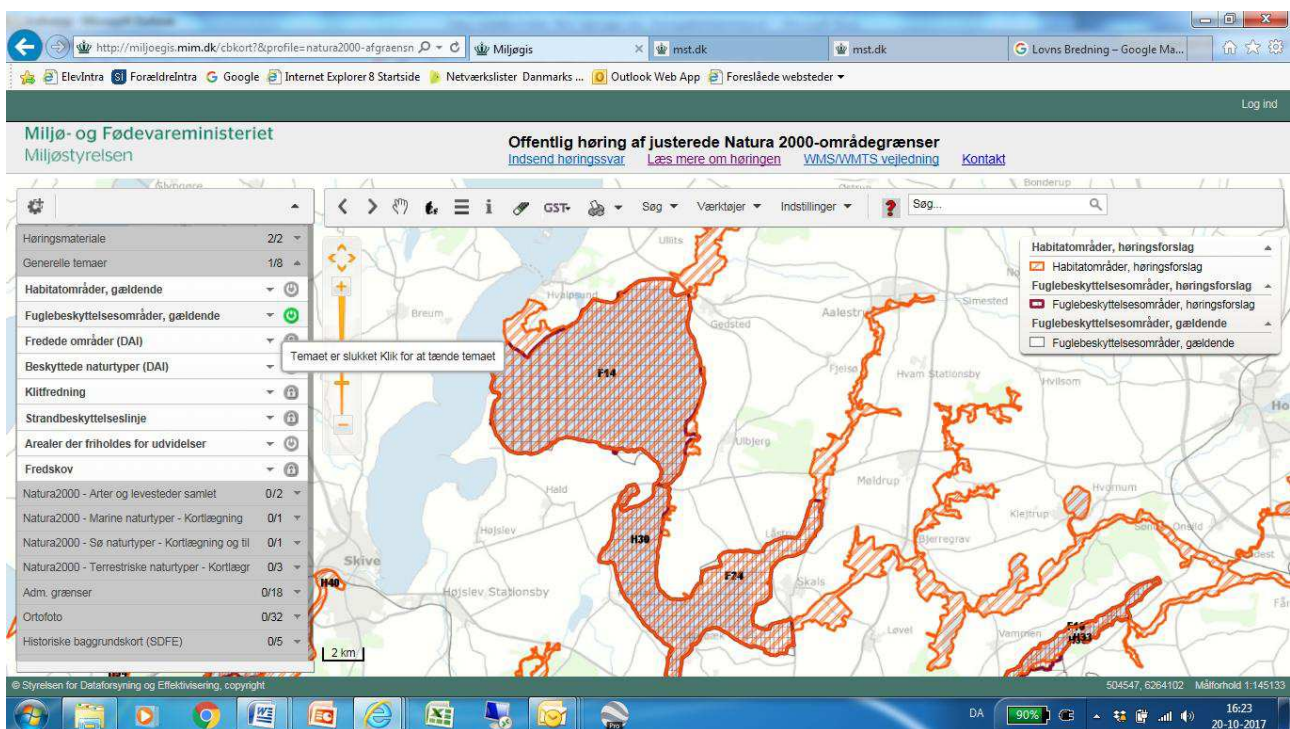 http://miljoegis.mim.dk/cbkort?&profile=natura2000-afgraensn
Miljøgis
mst.dk
mst.dk
Lovns Bredning – Google Ma...
ElevIntra
ForældreIntra
Google
Internet Explorer 8 Startside
Netværkslister Danmarks ...
Outlook Web App
Foreslåede websteder
Log ind
Miljø- og Fødevareministeriet
Miljøstyrelsen
Offentlig høring af justerede Natura 2000-områdegrænser
Indsend høringssvar Læs mere om høringen WMS/WMTS vejledning Kontakt
GST
Søg
Værktøjer
Indstillinger
?
Søg...
Høringsmateriale 2/2
Generelle temaer 1/8
Habitatområder, gældende
Fuglebeskyttelsesområder, gældende
Fredede områder (DAI)
Beskyttede naturtyper (DAI)
Klitfredning
Strandbeskyttelseslinje
Arealer der friholdes for udvidelser
Fredskov
Natura2000 - Arter og levesteder samlet 0/2
Natura2000 - Marine naturtyper - Kortlægning 0/1
Natura2000 - Sø naturtyper - Kortlægning og til 0/1
Natura2000 - Terrestriske naturtyper - Kortlægr 0/3
Adm. grænser 0/18
Ortofoto 0/32
Historiske baggrundskort (SDFE) 0/5
Temaet er slukket Klik for at tænde temaet
Habitatområder, høringsforslag
Habitatområder, høringsforslag
Fuglebeskyttelsesområder, høringsforslag
Fuglebeskyttelsesområder, høringsforslag
Fuglebeskyttelsesområder, gældende
Fuglebeskyttelsesområder, gældende
Bonderup
Ullits
Hvalpsund
Breum
Gedsted
Aalestr
Simested
F14
Fjelsø
Hvam Stationsby
Hvilsom
Ho
Ulbjerg
Hald
Møldrup
Hvornum
Klejtrup
Højslev
H30
Bjerregrav
Skive
H40
Højslev Stationsby
F24
Skals
Løvel
Vammen
H33
2 km
© Styrelsen for Dataforsyning og Effektivisering, copyright
504547, 6264102 Målforhold 1:145133
DA
90%
16:23
20-10-2017